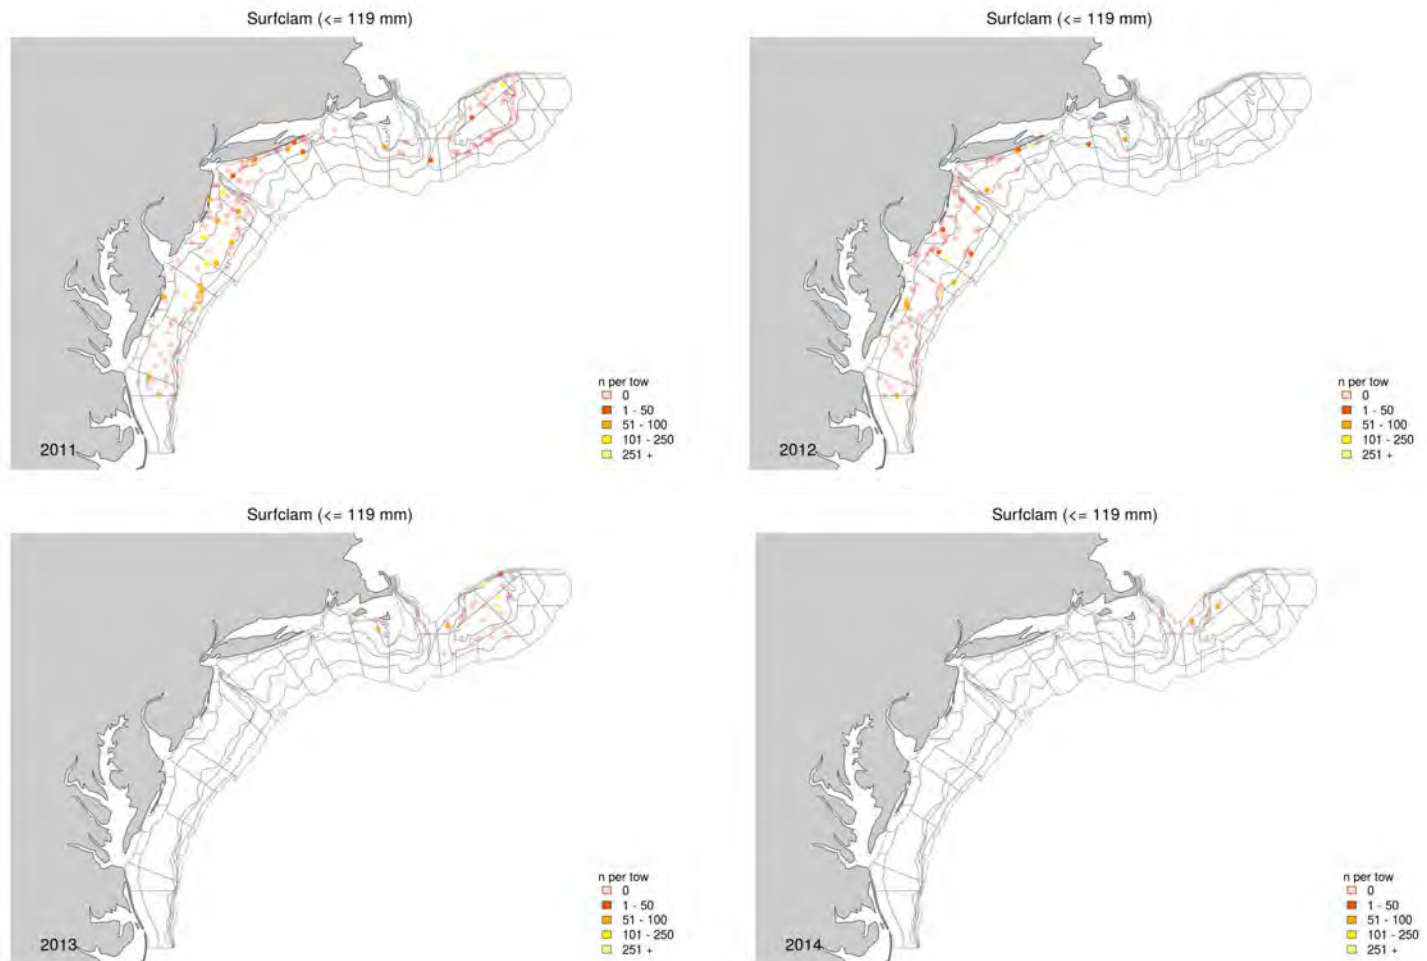 Surfclam (<= 119 mm)
n per tow
0
1 - 50
51 - 100
101 - 250
251 +
2011
Surfclam (<= 119 mm)
n per tow
0
1 - 50
51 - 100
101 - 250
251 +
2012
Surfclam (<= 119 mm)
n per tow
0
1 - 50
51 - 100
101 - 250
251 +
2013
Surfclam (<= 119 mm)
n per tow
0
1 - 50
51 - 100
101 - 250
251 +
2014